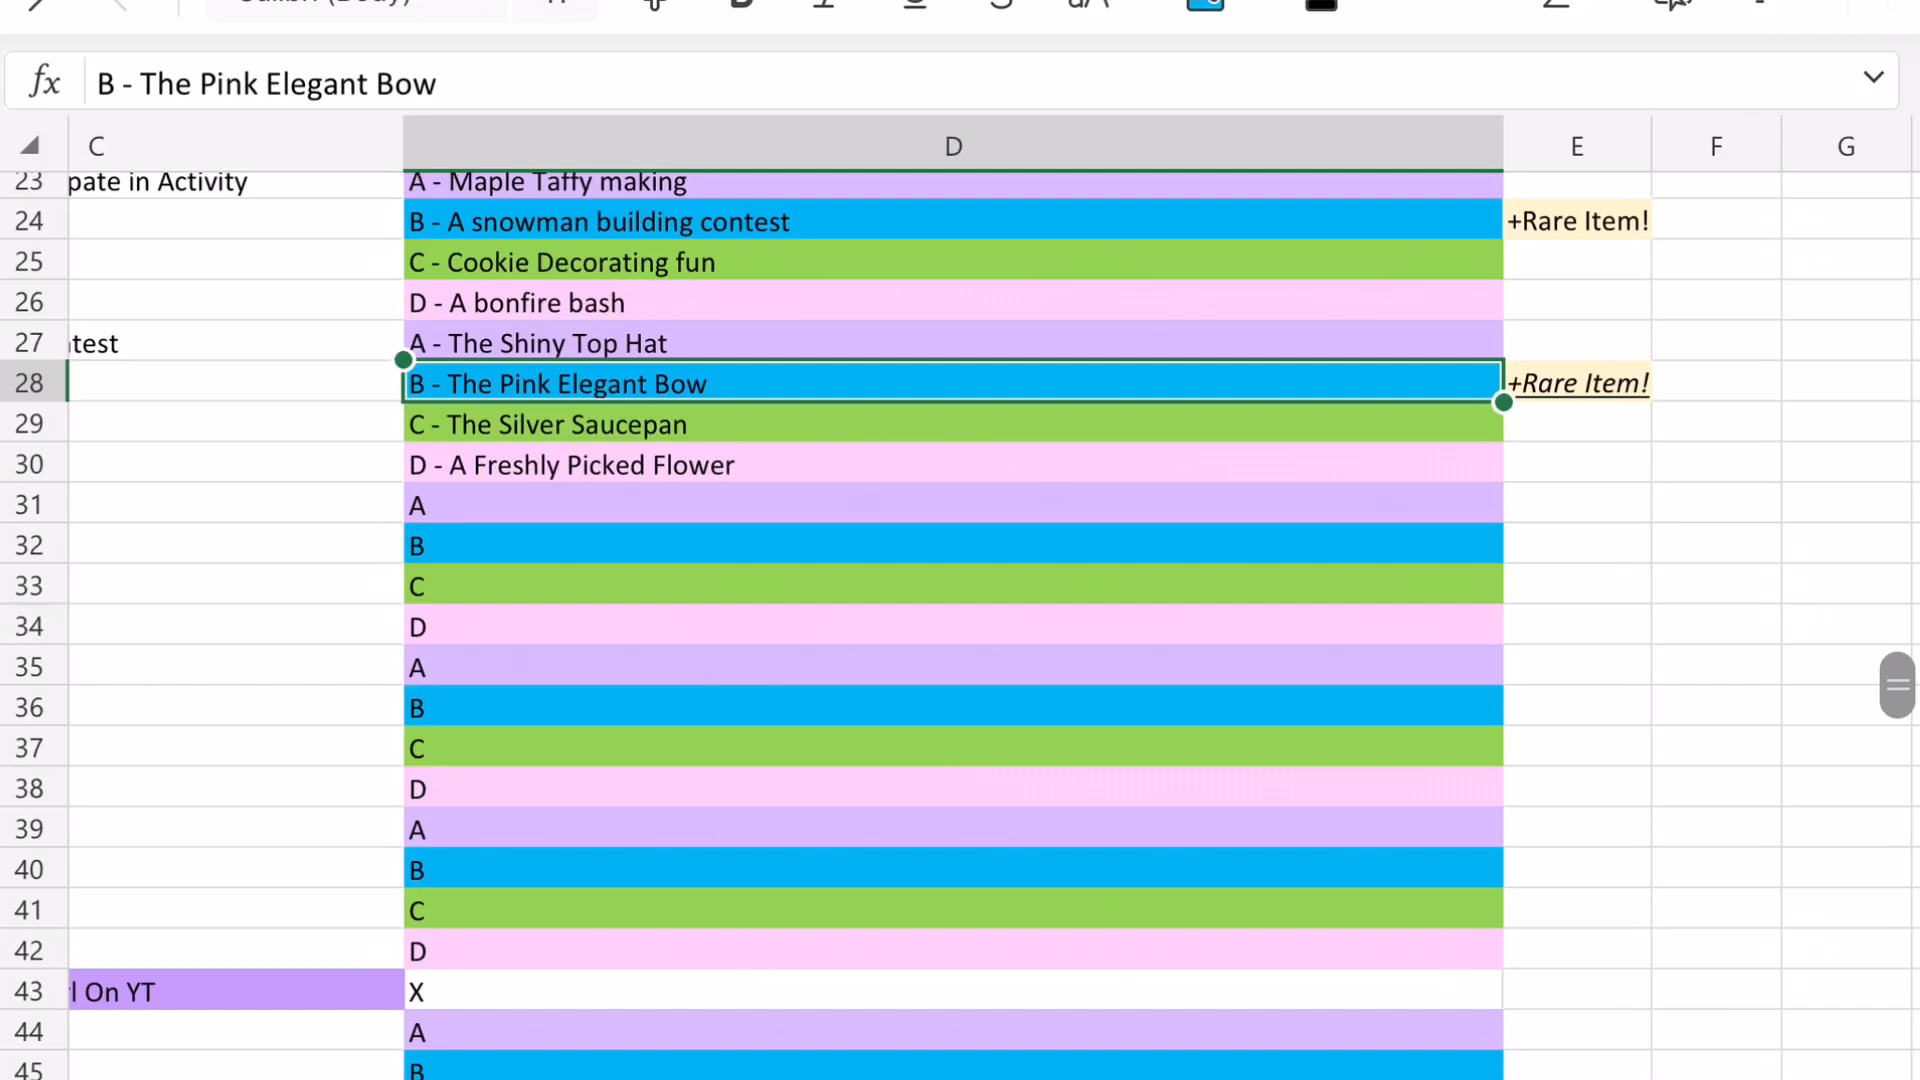 fx B - The Pink Elegant Bow
C D E F G
23 pate in Activity A - Maple Taffy making
24 B - A snowman building contest +Rare Item!
25 C - Cookie Decorating fun
26 D - A bonfire bash
27 test A - The Shiny Top Hat
28 B - The Pink Elegant Bow +Rare Item!
29 C - The Silver Saucepan
30 D - A Freshly Picked Flower
31 A
32 B
33 C
34 D
35 A
36 B
37 C
38 D
39 A
40 B
41 C
42 D
43 l On YT X
44 A
45 B